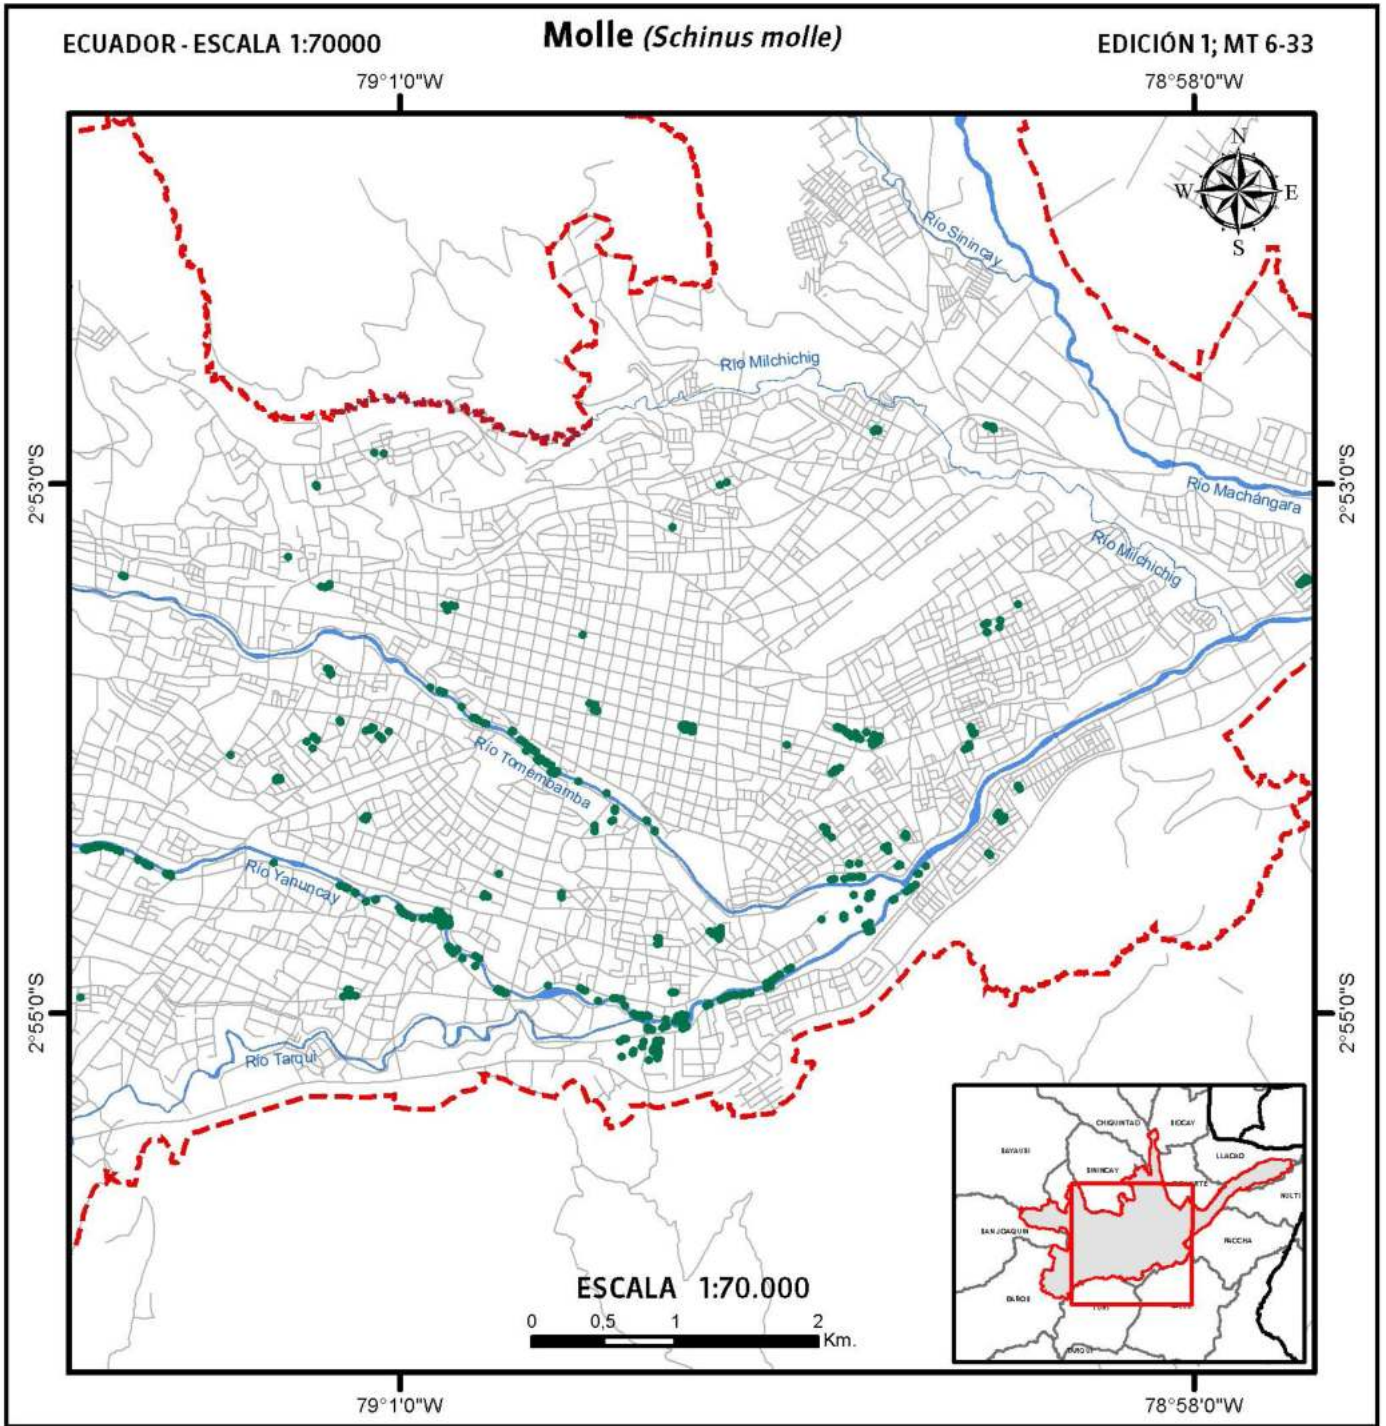 Molle (Schinus molle)
ECUADOR - ESCALA 1:70000
EDICIÓN 1; MT 6-33
79°1'0"W
78°58'0"W
N
W
E
S
Río Sinincay
Río Milchichig
2°53'0"S
2°53'0"S
Río Machángara
Río Milchichig
Río Tomembamba
Río Yanuncay
2°55'0"S
2°55'0"S
Río Tarqui
CHIQUINTAD
SAYAUSI
LLACAO
SININCAY
NULTI
SAN JOAQUIN
PACCHA
BAÑOS
TURI
TARQUI
ESCALA 1:70.000
0 0,5 1 2
Km.
79°1'0"W
78°58'0"W